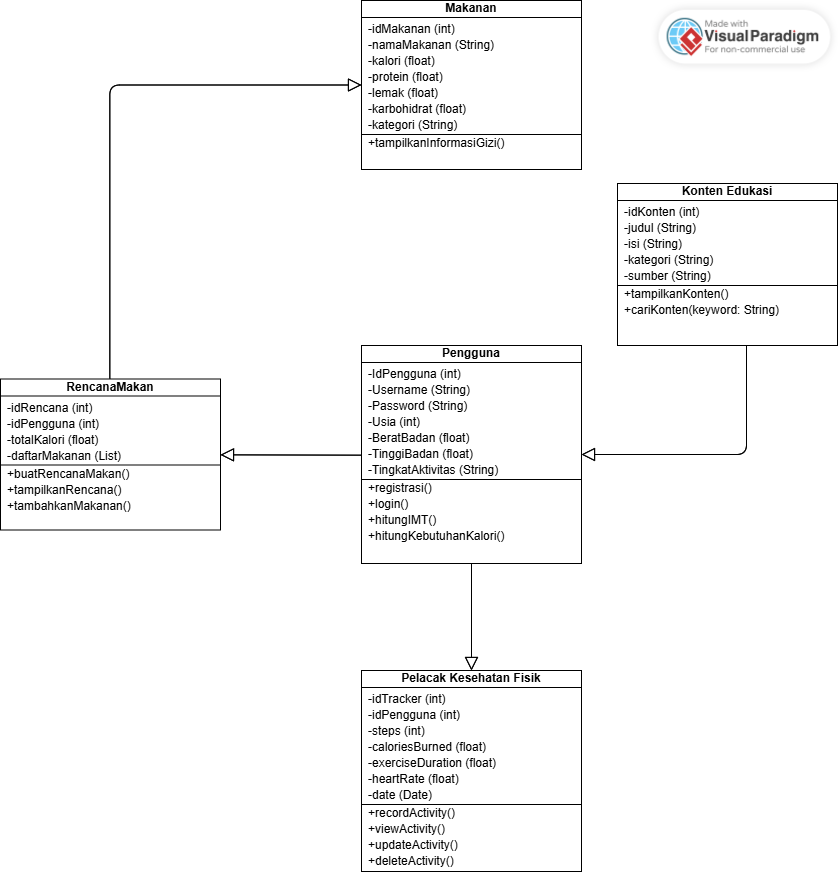 Makanan
-idMakanan (int)
-namaMakanan (String)
-kalori (float)
-protein (float)
-lemak (float)
-karbohidrat (float)
-kategori (String)
+tampilkanInformasiGizi()
Made with
VisualParadigm
For non-commercial use
Konten Edukasi
-idKonten (int)
-judul (String)
-isi (String)
-kategori (String)
-sumber (String)
+tampilkanKonten()
+cariKonten(keyword: String)
Pengguna
-IdPengguna (int)
-Username (String)
-Password (String)
-Usia (int)
-BeratBadan (float)
-TinggiBadan (float)
-TingkatAktivitas (String)
+registrasi()
+login()
+hitungIMT()
+hitungKebutuhanKalori()
RencanaMakan
-idRencana (int)
-idPengguna (int)
-totalKalori (float)
-daftarMakanan (List)
+buatRencanaMakan()
+tampilkanRencana()
+tambahkanMakanan()
Pelacak Kesehatan Fisik
-idTracker (int)
-idPengguna (int)
-steps (int)
-caloriesBurned (float)
-exerciseDuration (float)
-heartRate (float)
-date (Date)
+recordActivity()
+viewActivity()
+updateActivity()
+deleteActivity()